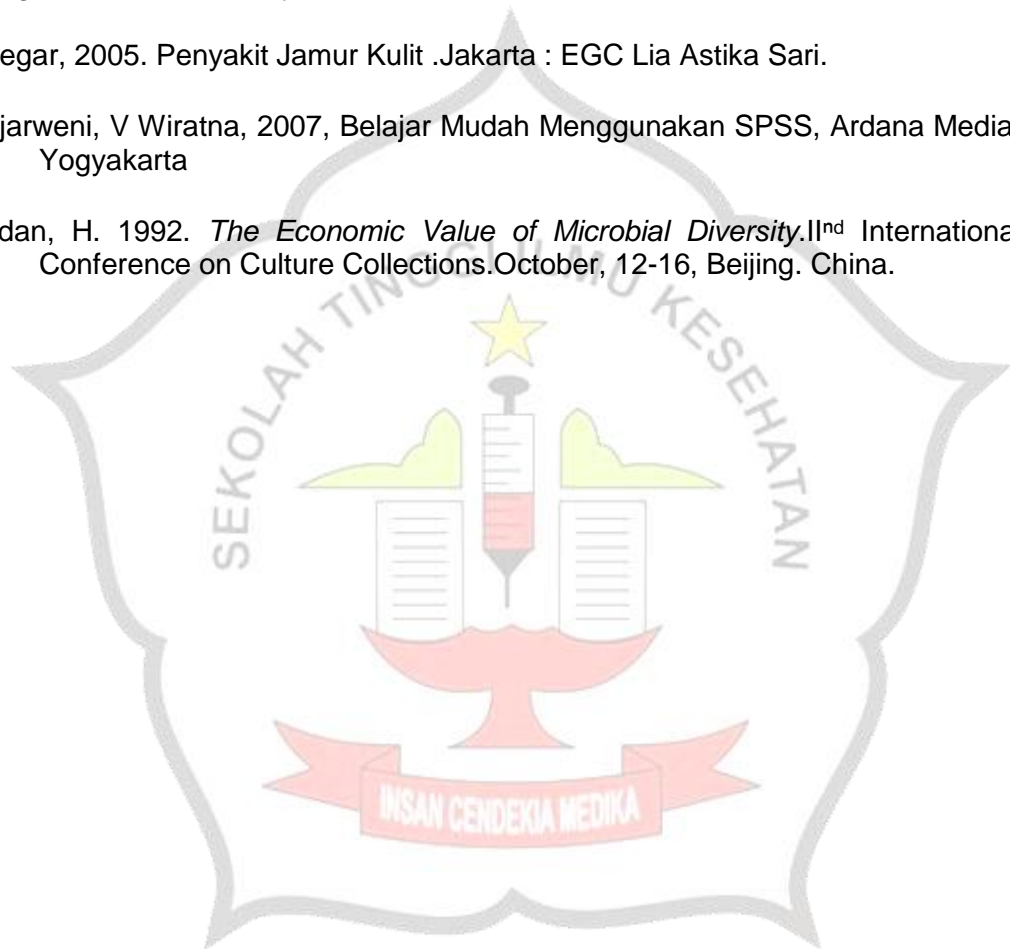 egar, 2005. Penyakit Jamur Kulit .Jakarta : EGC Lia Astika Sari.
jarweni, V Wiratna, 2007, Belajar Mudah Menggunakan SPSS, Ardana Media
Yogyakarta
dan, H. 1992. The Economic Value of Microbial Diversity.IInd Internationa
Conference on Culture Collections.October, 12-16, Beijing. China.
SEKOLAH TINGGI ILMU KESEHATAN
INSAN CENDEKIA MEDIKA